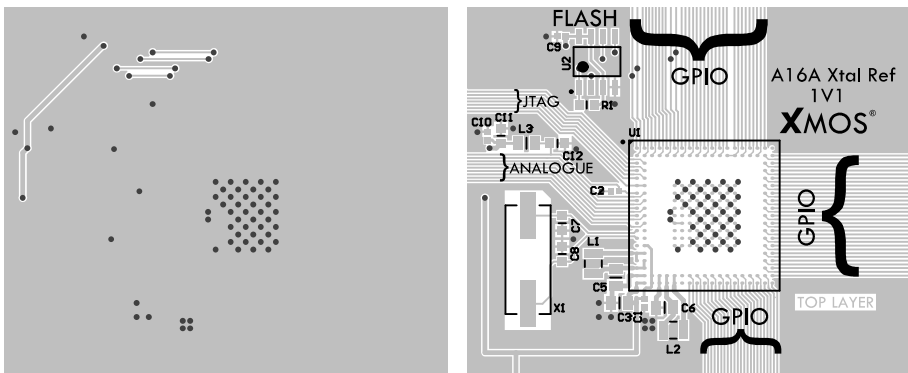 FLASH
C9
U2
GPIO
A16A Xtal Ref
1V1
XMOS®
JTAG
R1
C10
C11
L3
U1
C12
ANALOGUE
C2
GPIO
C7
L1
C8
C5
X1
C3
C1
C6
TOP LAYER
GPIO
L2